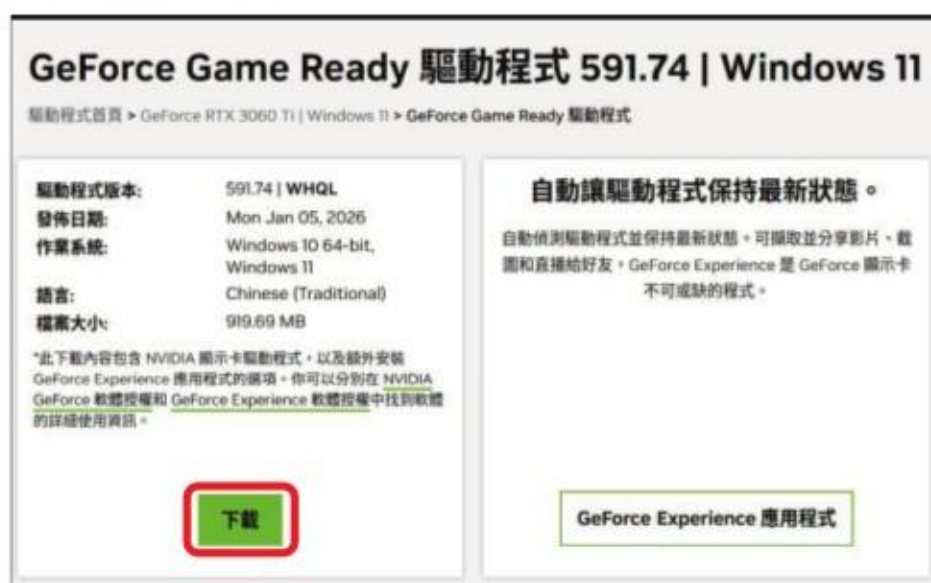 GeForce Game Ready 驅動程式 591.74 | Windows 11
驅動程式首頁 > GeForce RTX 3060 Ti | Windows 11 > GeForce Game Ready 驅動程式
驅動程式版本: 591.74 | WHQL
發佈日期: Mon Jan 05, 2026
作業系統: Windows 10 64-bit,
Windows 11
語言: Chinese (Traditional)
檔案大小: 919.69 MB
*此下載內容包含 NVIDIA 顯示卡驅動程式，以及額外安裝
GeForce Experience 應用程式的選項。你可以分別在 NVIDIA
GeForce 軟體授權和 GeForce Experience 軟體授權中找到軟體
的詳細使用資訊。
下載
自動讓驅動程式保持最新狀態。
自動偵測驅動程式並保持最新狀態。可擷取並分享影片、截
圖和直播給好友，GeForce Experience 是 GeForce 顯示卡
不可或缺的程式。
GeForce Experience 應用程式